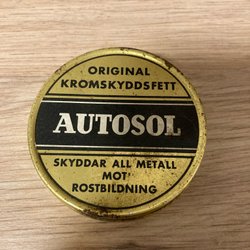 ORIGINAL
KROMSKYDDSFETT
AUTOSOL
SKYDDAR ALL METALL
MOT
ROSTBILDNING